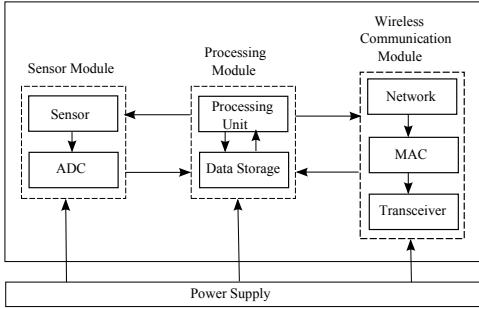 Wireless
Communication
Module
Processing
Module
Sensor Module
Sensor
ADC
Processing
Unit
Data Storage
Network
MAC
Transceiver
Power Supply